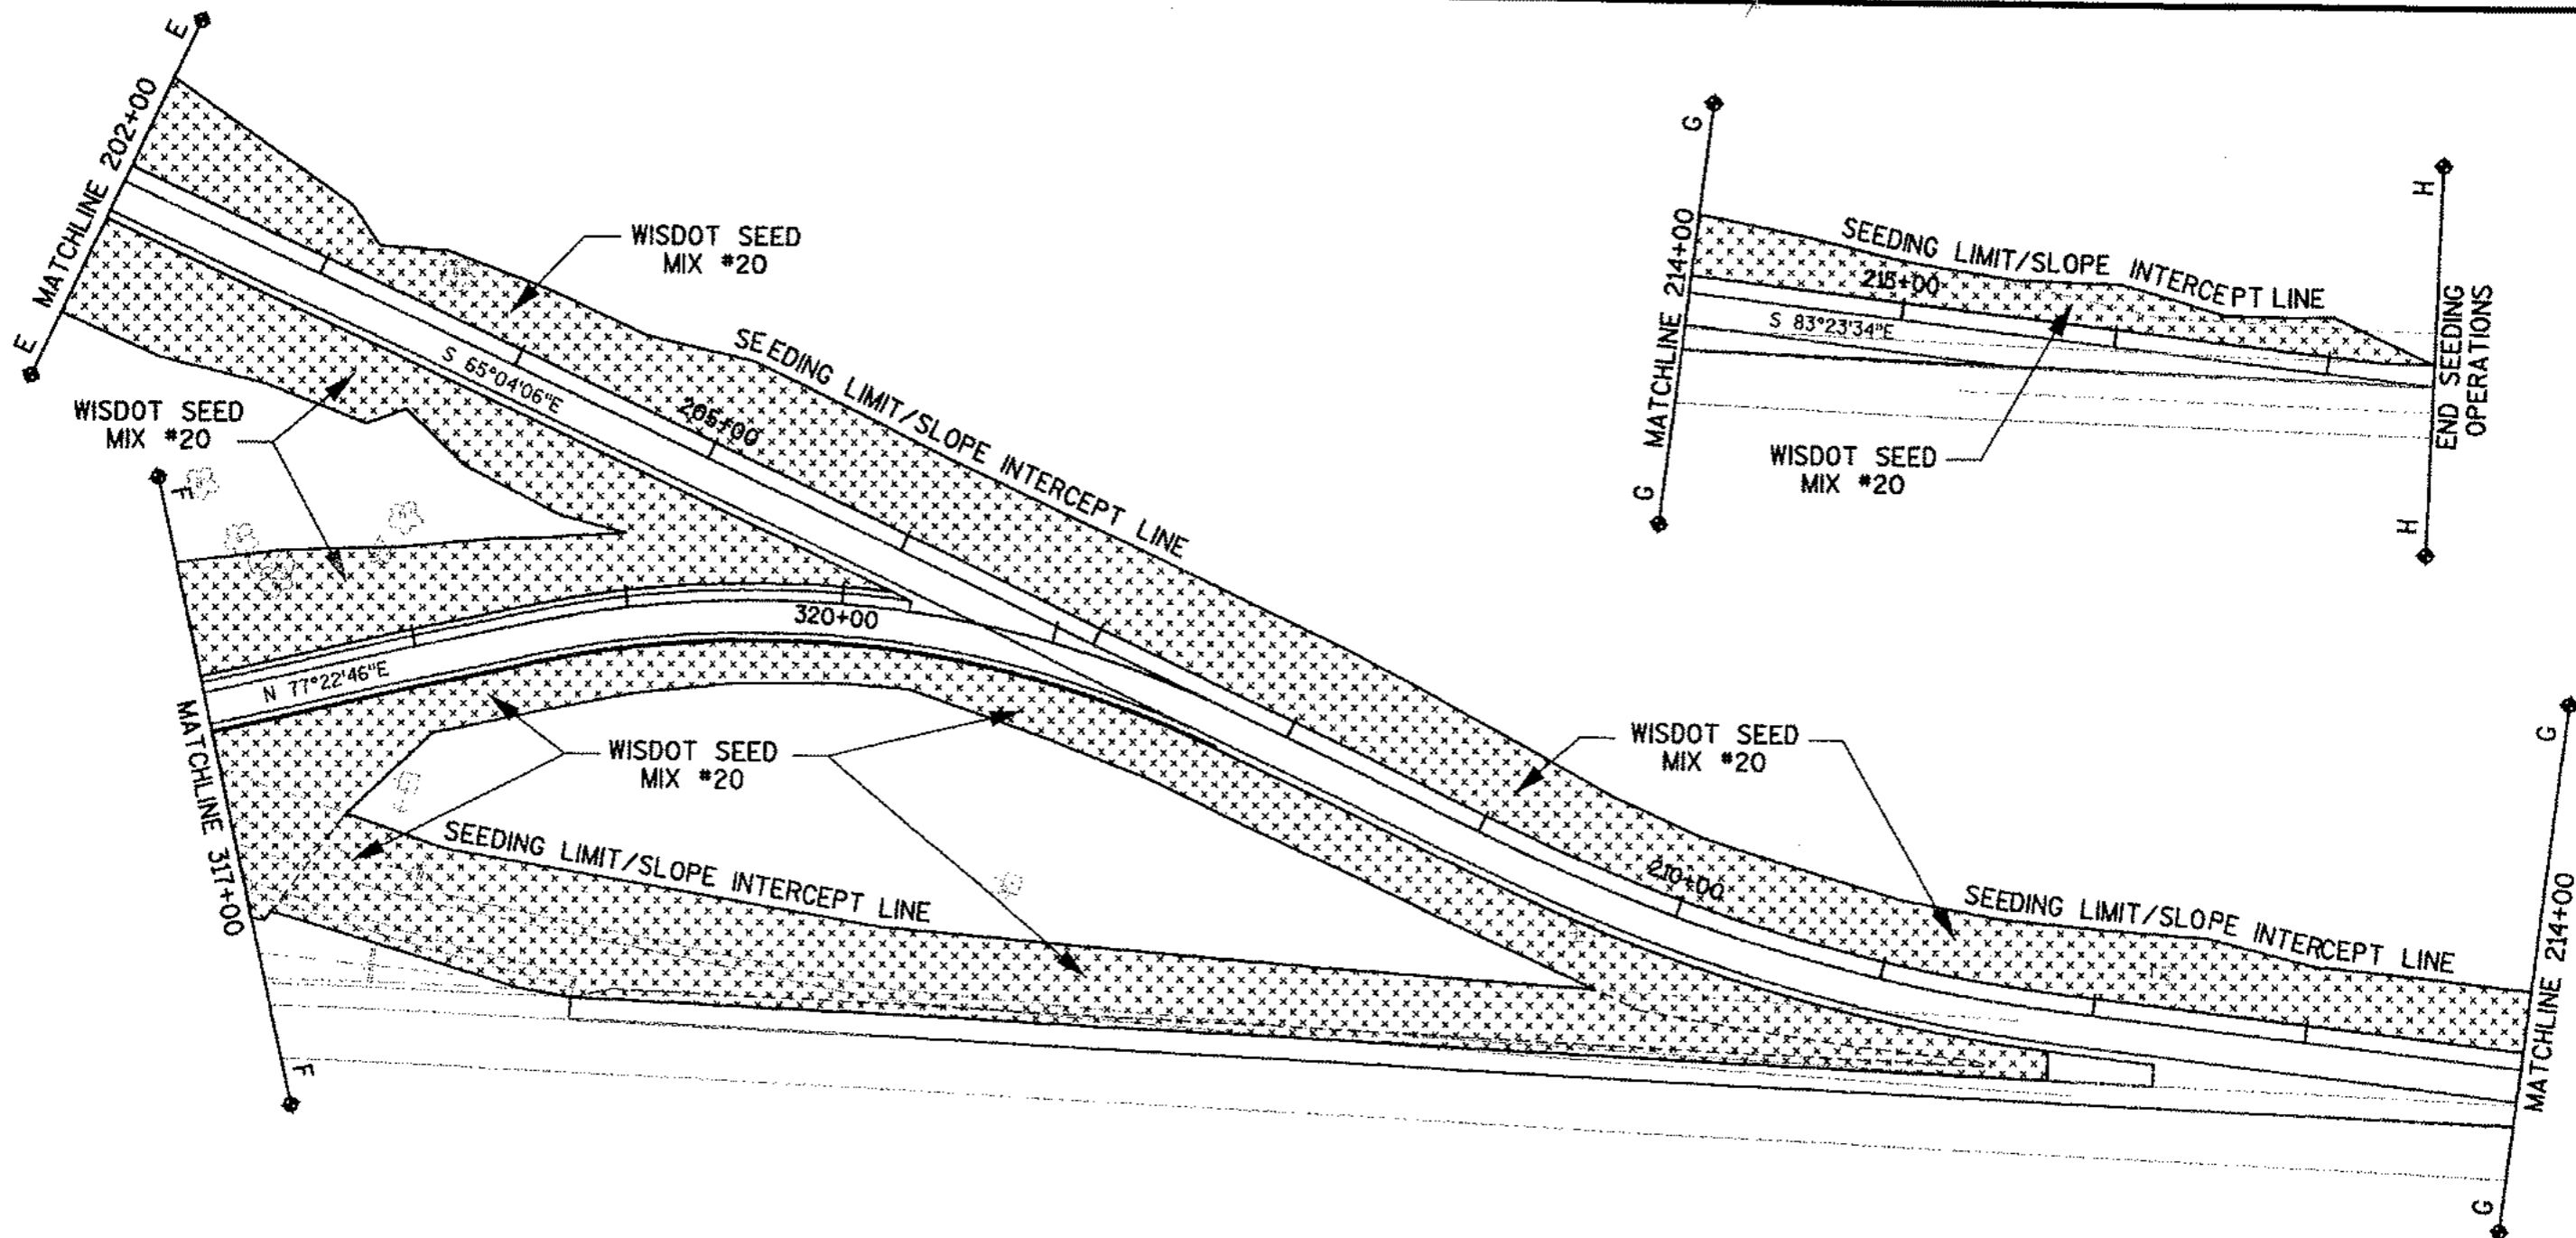 E
MATCHLINE 202+00
E
WISDOT SEED
MIX #20
S 65°04'06"E
205+00
SEEDING LIMIT/SLOPE INTERCEPT LINE
WISDOT SEED
MIX #20
F
MATCHLINE 317+00
F
N 77°22'46"E
320+00
WISDOT SEED
MIX #20
SEEDING LIMIT/SLOPE INTERCEPT LINE
WISDOT SEED
MIX #20
210+00
SEEDING LIMIT/SLOPE INTERCEPT LINE
G
MATCHLINE 214+00
G
G
MATCHLINE 214+00
G
SEEDING LIMIT/SLOPE INTERCEPT LINE
215+00
S 83°23'34"E
WISDOT SEED
MIX #20
H
END SEEDING
OPERATIONS
H